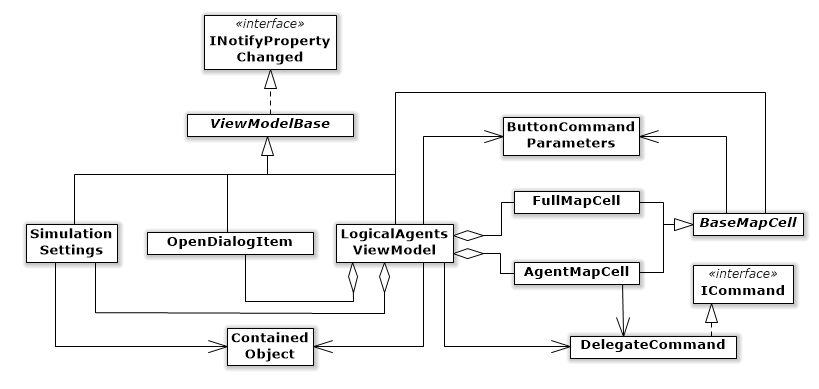 «interface»
INotifyProperty
Changed
ViewModelBase
ButtonCommand
Parameters
FullMapCell
BaseMapCell
Simulation
Settings
OpenDialogItem
LogicalAgents
ViewModel
AgentMapCell
«interface»
ICommand
Contained
Object
DelegateCommand